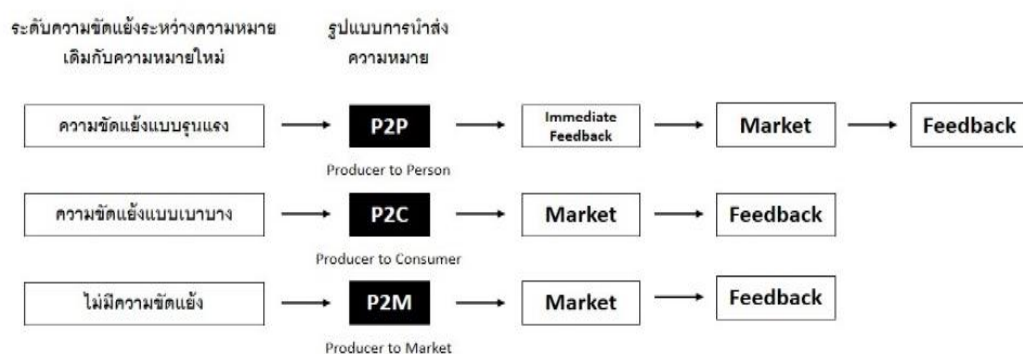 ระดับความขัดแย้งระหว่างความหมาย
เดิมกับความหมายใหม่
รูปแบบการนำส่ง
ความหมาย
ความขัดแย้งแบบรุนแรง
P2P
Immediate
Feedback
Market
Feedback
Producer to Person
ความขัดแย้งแบบเบาบาง
P2C
Market
Feedback
Producer to Consumer
ไม่มีความขัดแย้ง
P2M
Market
Feedback
Producer to Market